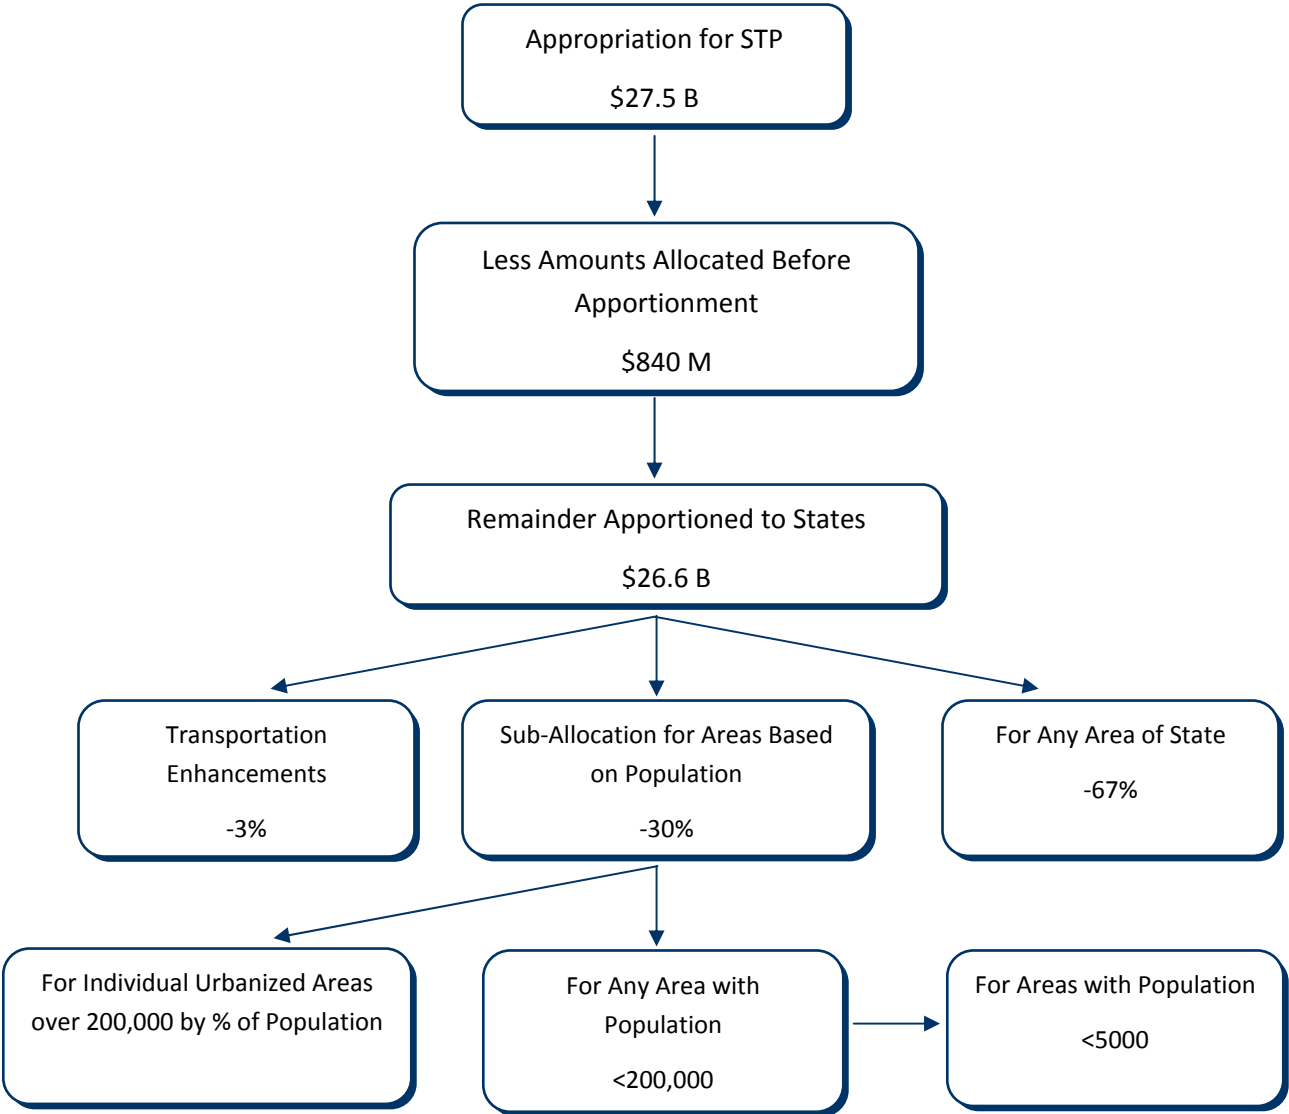 Appropriation for STP
$27.5 B
Less Amounts Allocated Before
Apportionment
$840 M
Remainder Apportioned to States
$26.6 B
Transportation
Enhancements
-3%
Sub-Allocation for Areas Based
on Population
-30%
For Any Area of State
-67%
For Individual Urbanized Areas
over 200,000 by % of Population
For Any Area with
Population
<200,000
For Areas with Population
<5000